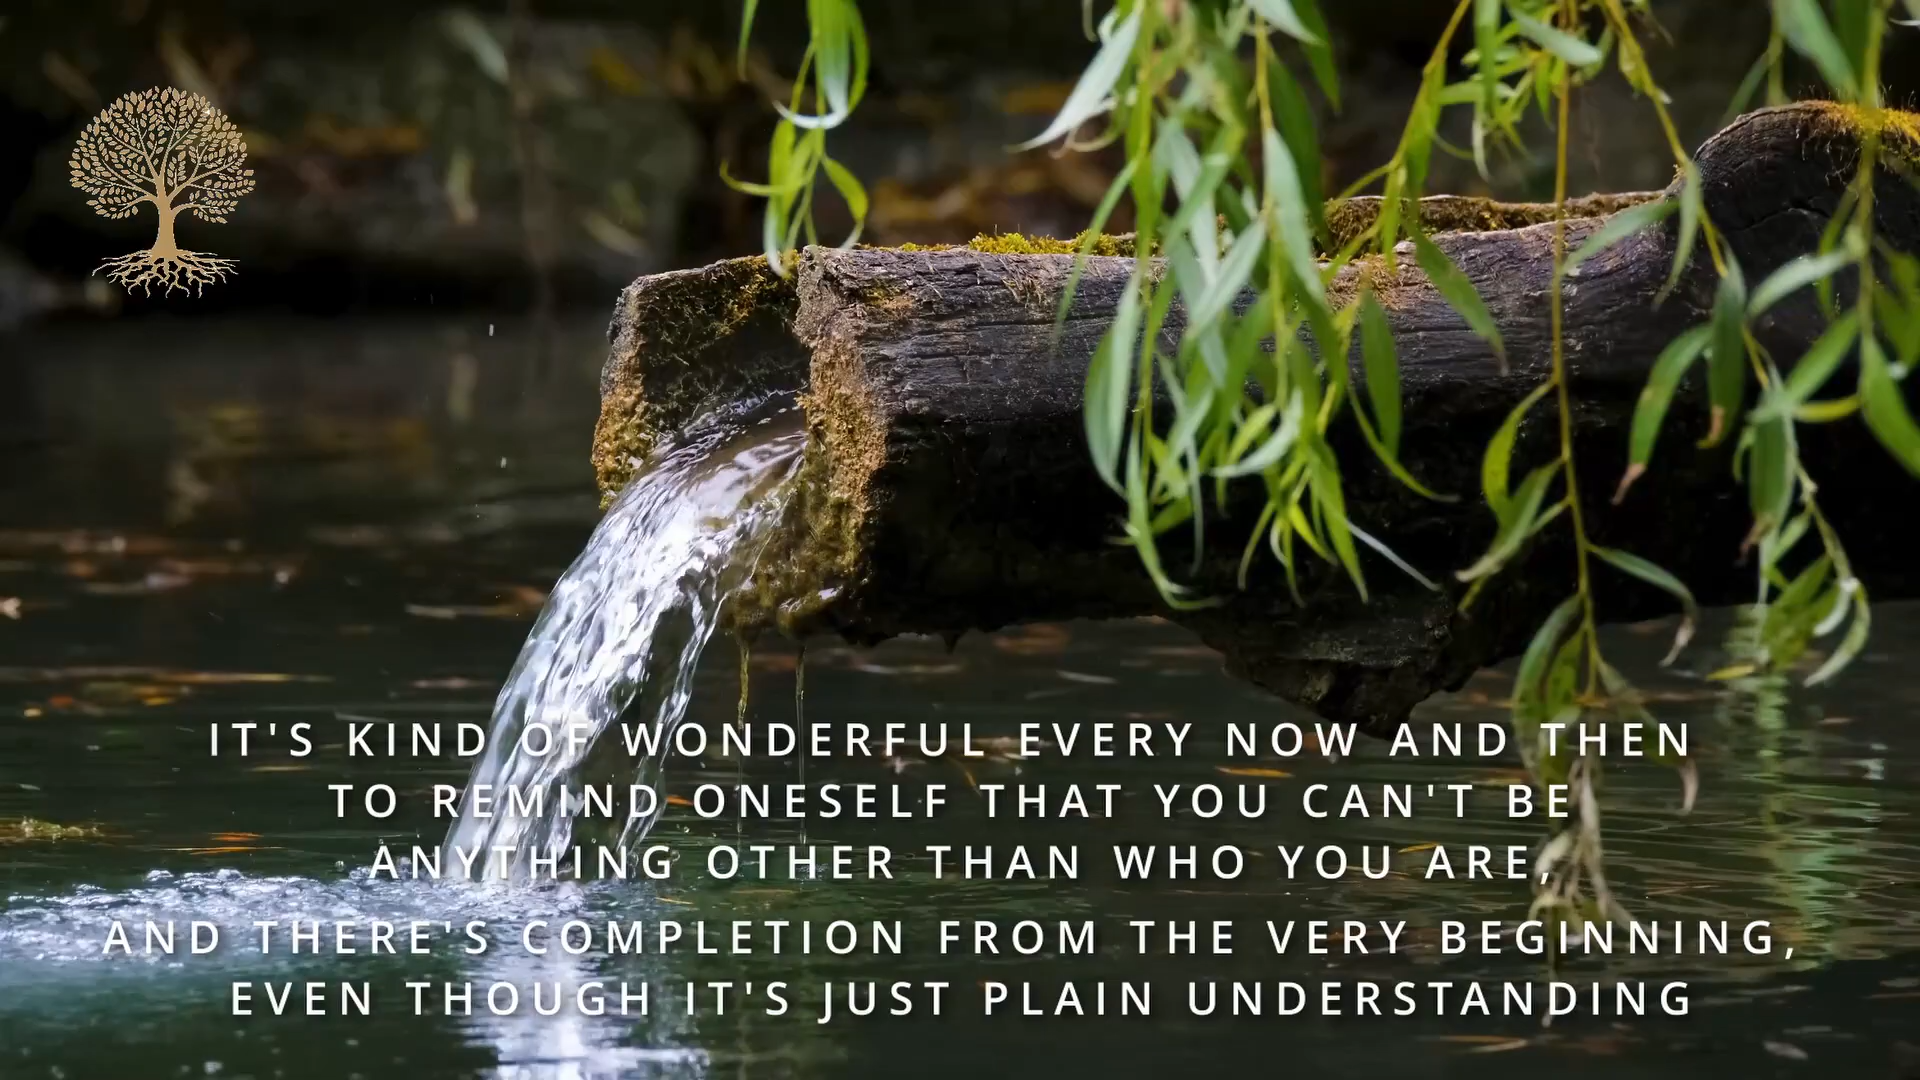 IT'S KIND OF WONDERFUL EVERY NOW AND THEN
TO REMIND ONESELF THAT YOU CAN'T BE
ANYTHING OTHER THAN WHO YOU ARE,
AND THERE'S COMPLETION FROM THE VERY BEGINNING,
EVEN THOUGH IT'S JUST PLAIN UNDERSTANDING